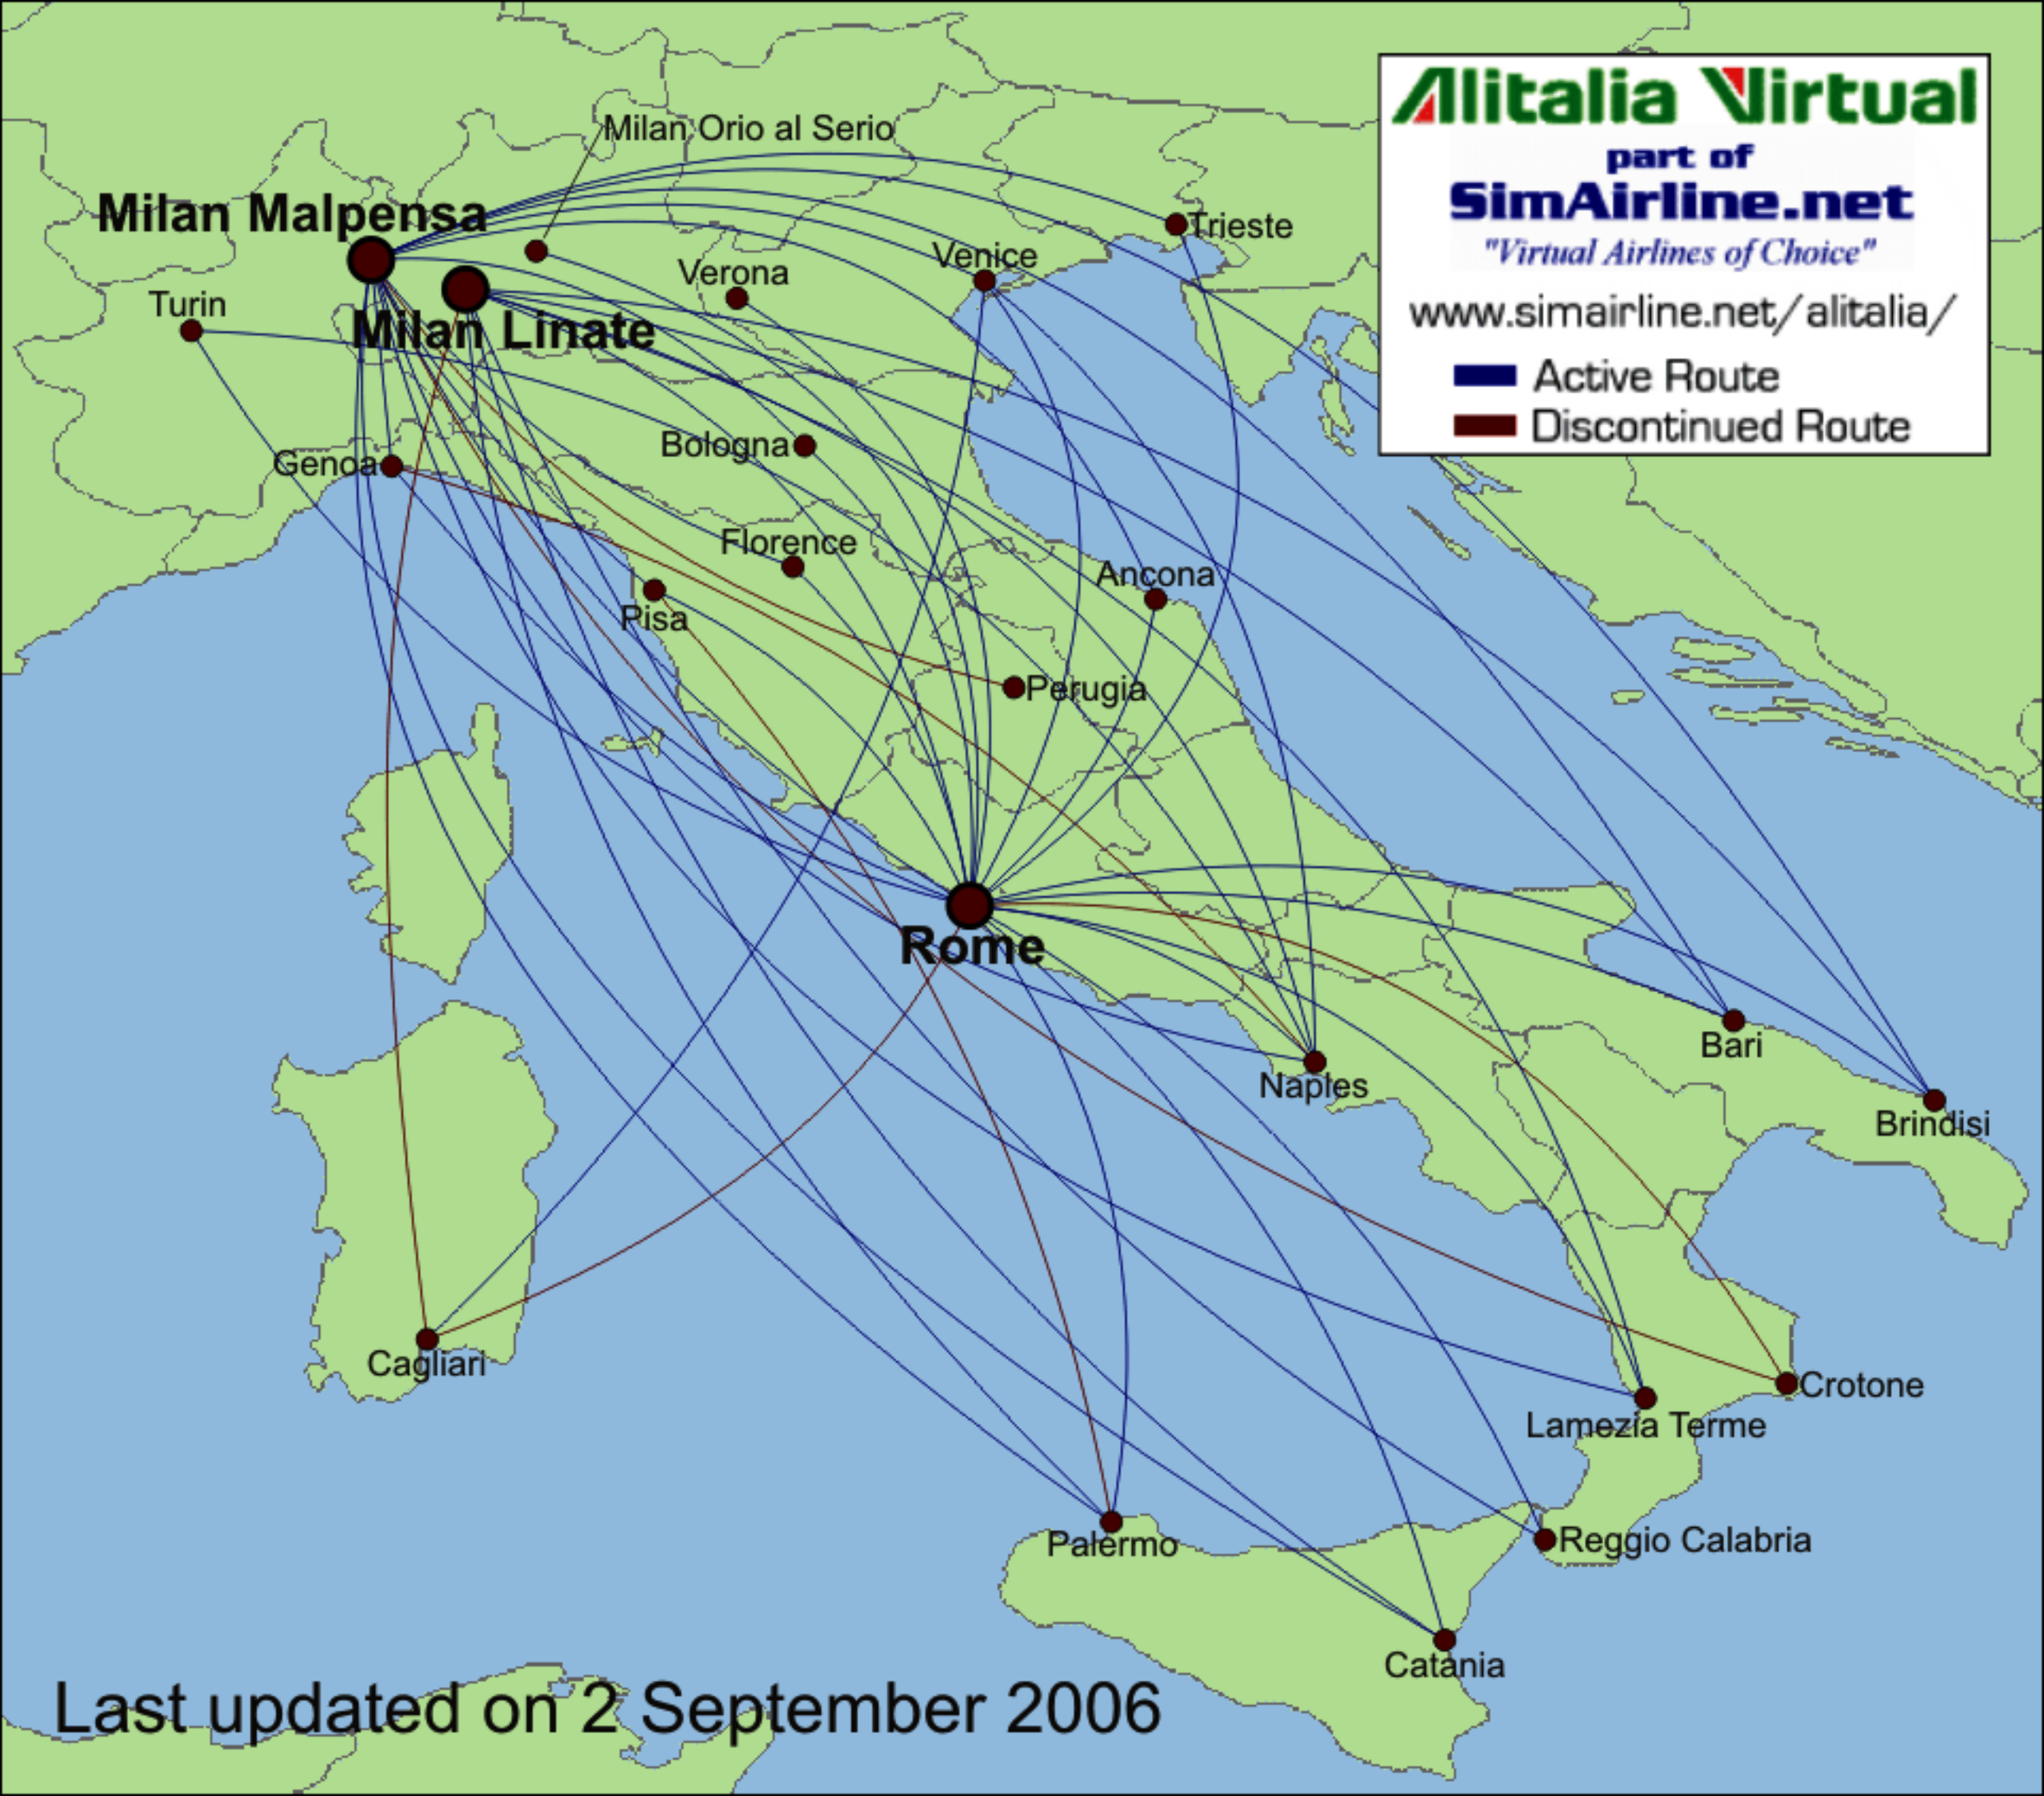 Alitalia Virtual
part of
SimAirline.net
"Virtual Airlines of Choice"
www.simairline.net/alitalia/
Active Route
Discontinued Route
Milan Orio al Serio
Milan Malpensa
Trieste
Venice
Verona
Turin
Milan Linate
Bologna
Genoa
Florence
Ancona
Pisa
Perugia
Rome
Bari
Naples
Brindisi
Cagliari
Crotone
Lamezia Terme
Palermo
Reggio Calabria
Catania
Last updated on 2 September 2006